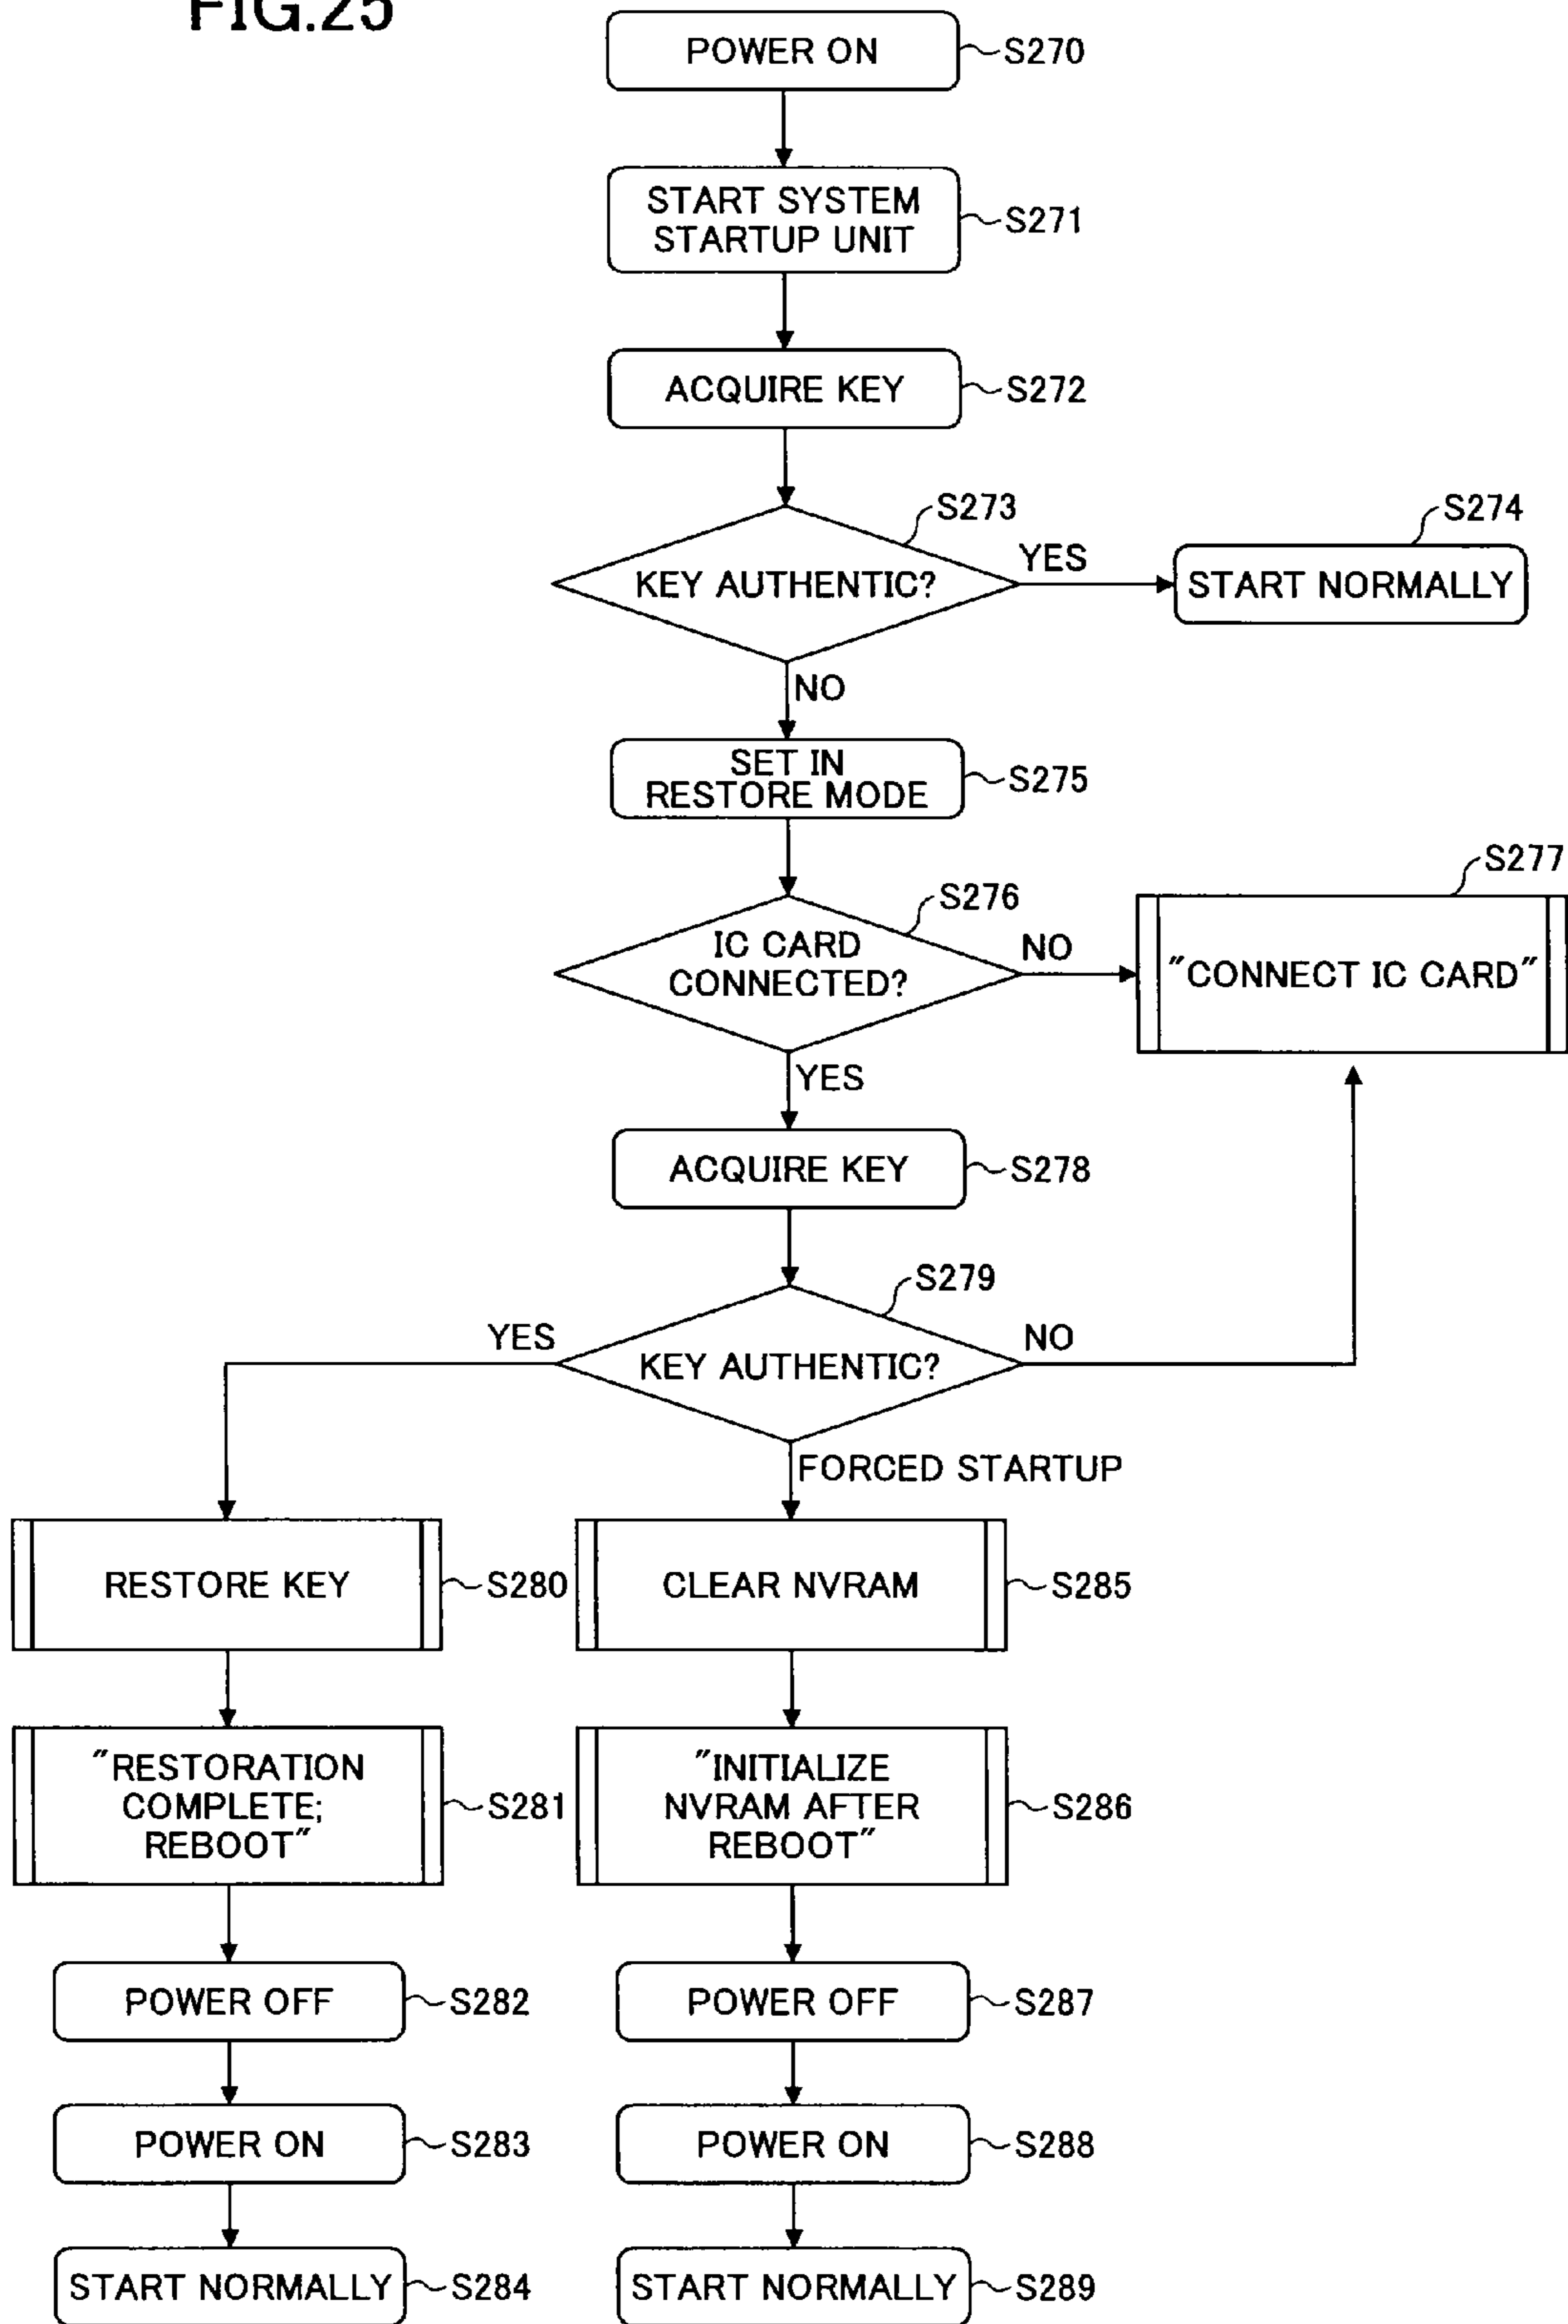 FIG.25
POWER ON
S270
START SYSTEM
STARTUP UNIT
S271
ACQUIRE KEY
S272
S273
KEY AUTHENTIC?
YES
S274
START NORMALLY
NO
SET IN
RESTORE MODE
S275
S276
IC CARD
CONNECTED?
NO
S277
"CONNECT IC CARD"
YES
ACQUIRE KEY
S278
S279
KEY AUTHENTIC?
YES
NO
FORCED STARTUP
RESTORE KEY
S280
CLEAR NVRAM
S285
"RESTORATION
COMPLETE;
REBOOT"
S281
"INITIALIZE
NVRAM AFTER
REBOOT"
S286
POWER OFF
S282
POWER OFF
S287
POWER ON
S283
POWER ON
S288
START NORMALLY
S284
START NORMALLY
S289